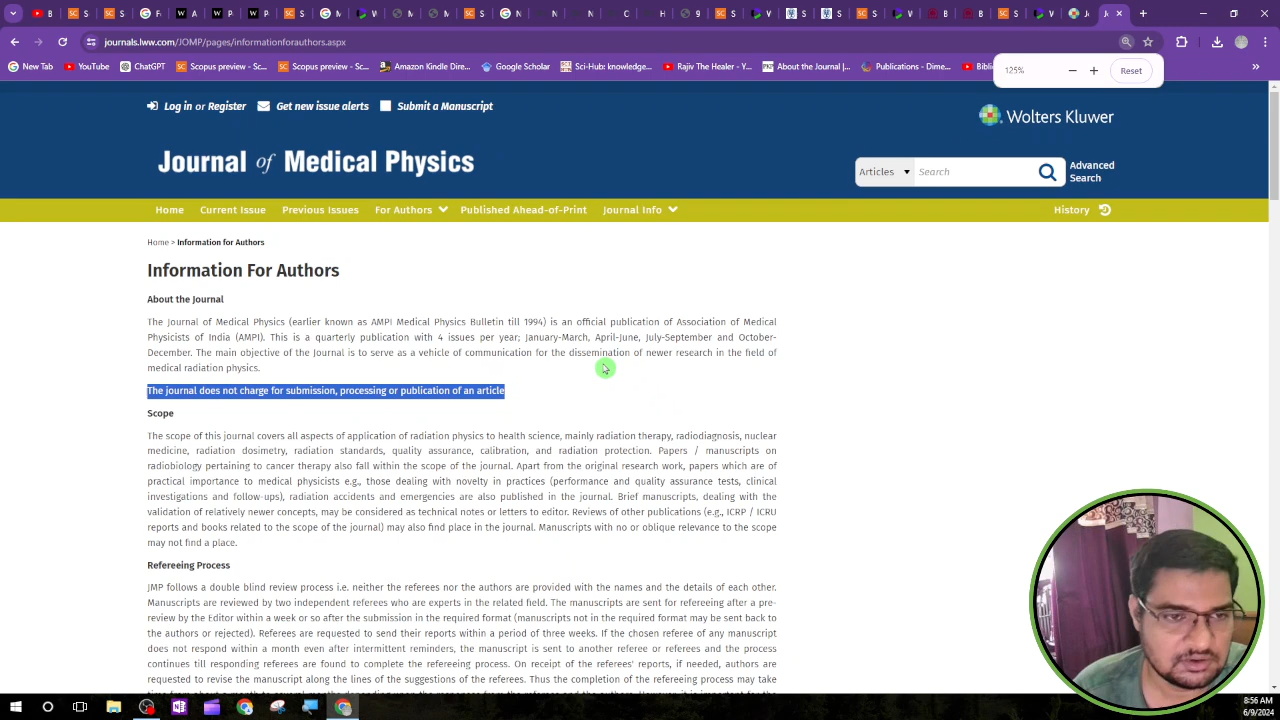 journals.lww.com/JOMP/pages/informationforauthors.aspx
New Tab YouTube ChatGPT Scopus preview - Sc... Scopus preview - Sc... Amazon Kindle Dire... Google Scholar Sci-Hub: knowledge... Rajiv The Healer - Y... About the Journal |... Publications - Dime...
125% Reset
Log in or Register Get new issue alerts Submit a Manuscript
Wolters Kluwer
Journal of Medical Physics
Articles Search Advanced Search
Home Current Issue Previous Issues For Authors Published Ahead-of-Print Journal Info History
Home > Information for Authors
Information For Authors
About the Journal
The Journal of Medical Physics (earlier known as AMPI Medical Physics Bulletin till 1994) is an official publication of Association of Medical
Physicists of India (AMPI). This is a quarterly publication with 4 issues per year; January-March, April-June, July-September and October-
December. The main objective of the Journal is to serve as a vehicle of communication for the dissemination of newer research in the field of
medical radiation physics.
The journal does not charge for submission, processing or publication of an article
Scope
The scope of this journal covers all aspects of application of radiation physics to health science, mainly radiation therapy, radiodiagnosis, nuclear
medicine, radiation dosimetry, radiation standards, quality assurance, calibration, and radiation protection. Papers / manuscripts on
radiobiology pertaining to cancer therapy also fall within the scope of the journal. Apart from the original research work, papers which are of
practical importance to medical physicists e.g., those dealing with novelty in practices (performance and quality assurance tests, clinical
investigations and follow-ups), radiation accidents and emergencies are also published in the journal. Brief manuscripts, dealing with the
validation of relatively newer concepts, may be considered as technical notes or letters to editor. Reviews of other publications (e.g., ICRP / ICRU
reports and books related to the scope of the journal) may also find place in the journal. Manuscripts with no or oblique relevance to the scope
may not find a place.
Refereeing Process
JMP follows a double blind review process i.e. neither the referees nor the authors are provided with the names and the details of each other.
Manuscripts are reviewed by two independent referees who are experts in the related field. The manuscripts are sent for refereeing after a pre-
review by the Editor within a week or so after the submission in the required format (manuscripts not in the required format may be sent back to
the authors or rejected). Referees are requested to send their reports within a period of three weeks. If the chosen referee of any manuscript
does not respond within a month even after intermittent reminders, the manuscript is sent to another referee or referees and the process
continues till responding referees are found to complete the refereeing process. On receipt of the referees' reports, if needed, authors are
requested to revise the manuscript along the lines of the suggestions of the referees. Thus the completion of the refereeing process may take
8:56 AM
6/9/2024